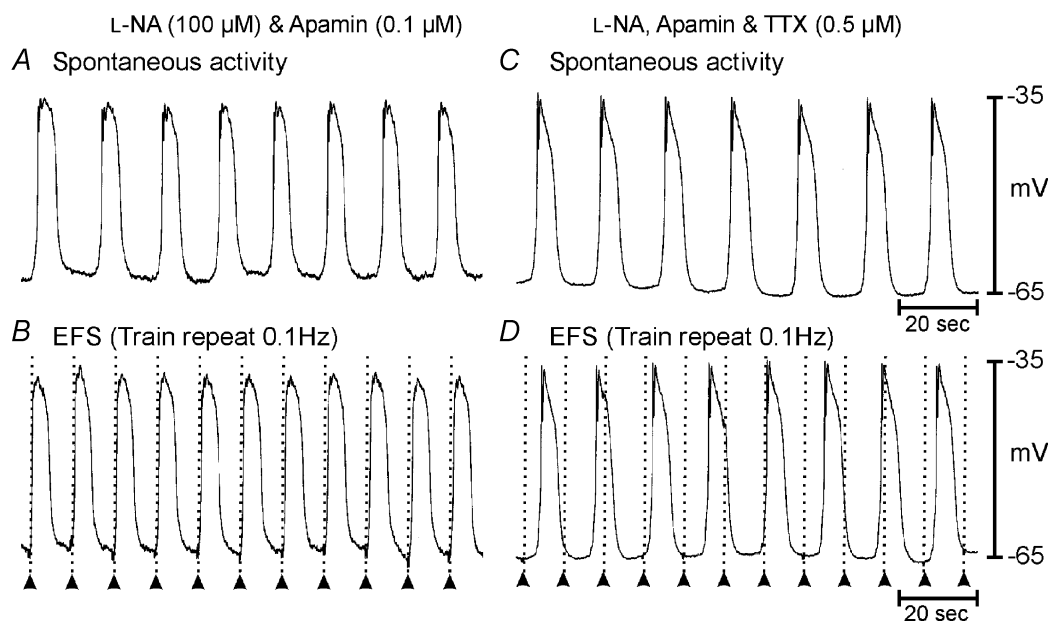 L-NA (100 µM) & Apamin (0.1 µM)
L-NA, Apamin & TTX (0.5 µM)
A Spontaneous activity
C Spontaneous activity
-35
mV
-65
20 sec
B EFS (Train repeat 0.1Hz)
D EFS (Train repeat 0.1Hz)
-35
mV
-65
20 sec